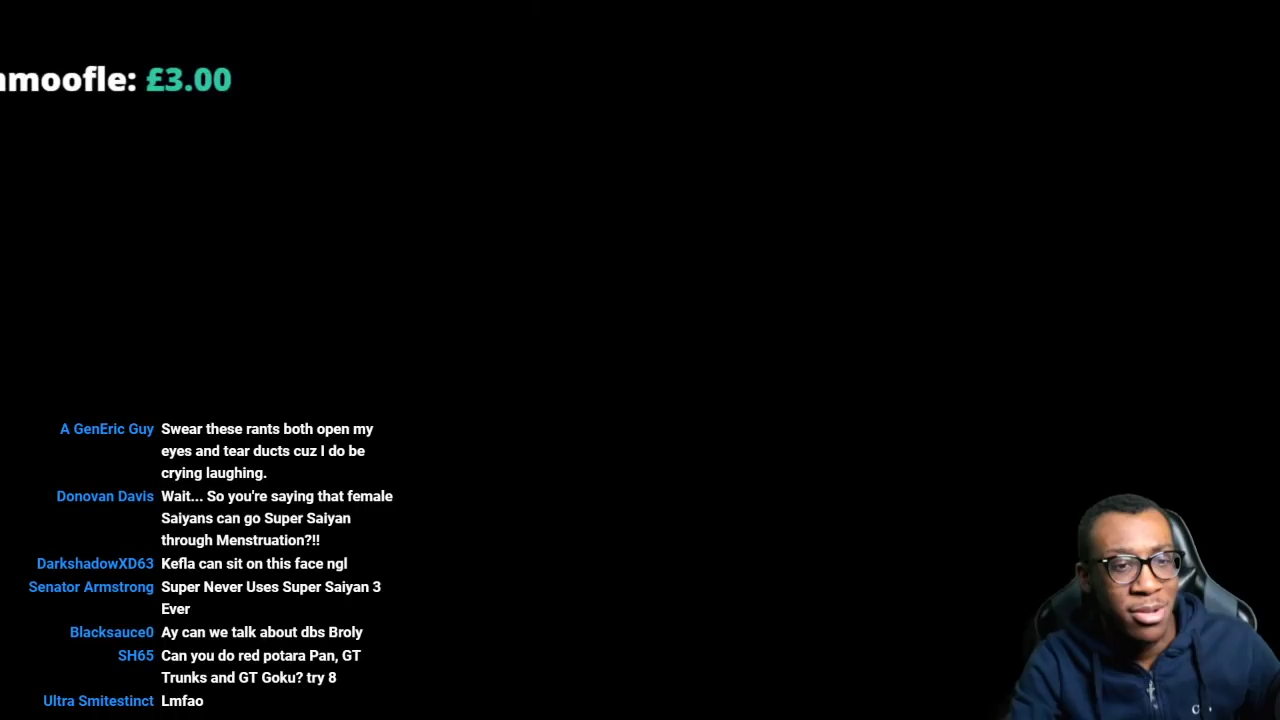 moofle: £3.00
A GenEric Guy Swear these rants both open my
eyes and tear ducts cuz I do be
crying laughing.
Donovan Davis Wait... So you're saying that female
Saiyans can go Super Saiyan
through Menstruation?!!
DarkshadowXD63 Kefla can sit on this face ngl
Senator Armstrong Super Never Uses Super Saiyan 3
Ever
Blacksauce0 Ay can we talk about dbs Broly
SH65 Can you do red potara Pan, GT
Trunks and GT Goku? try 8
Ultra Smitestinct Lmfao